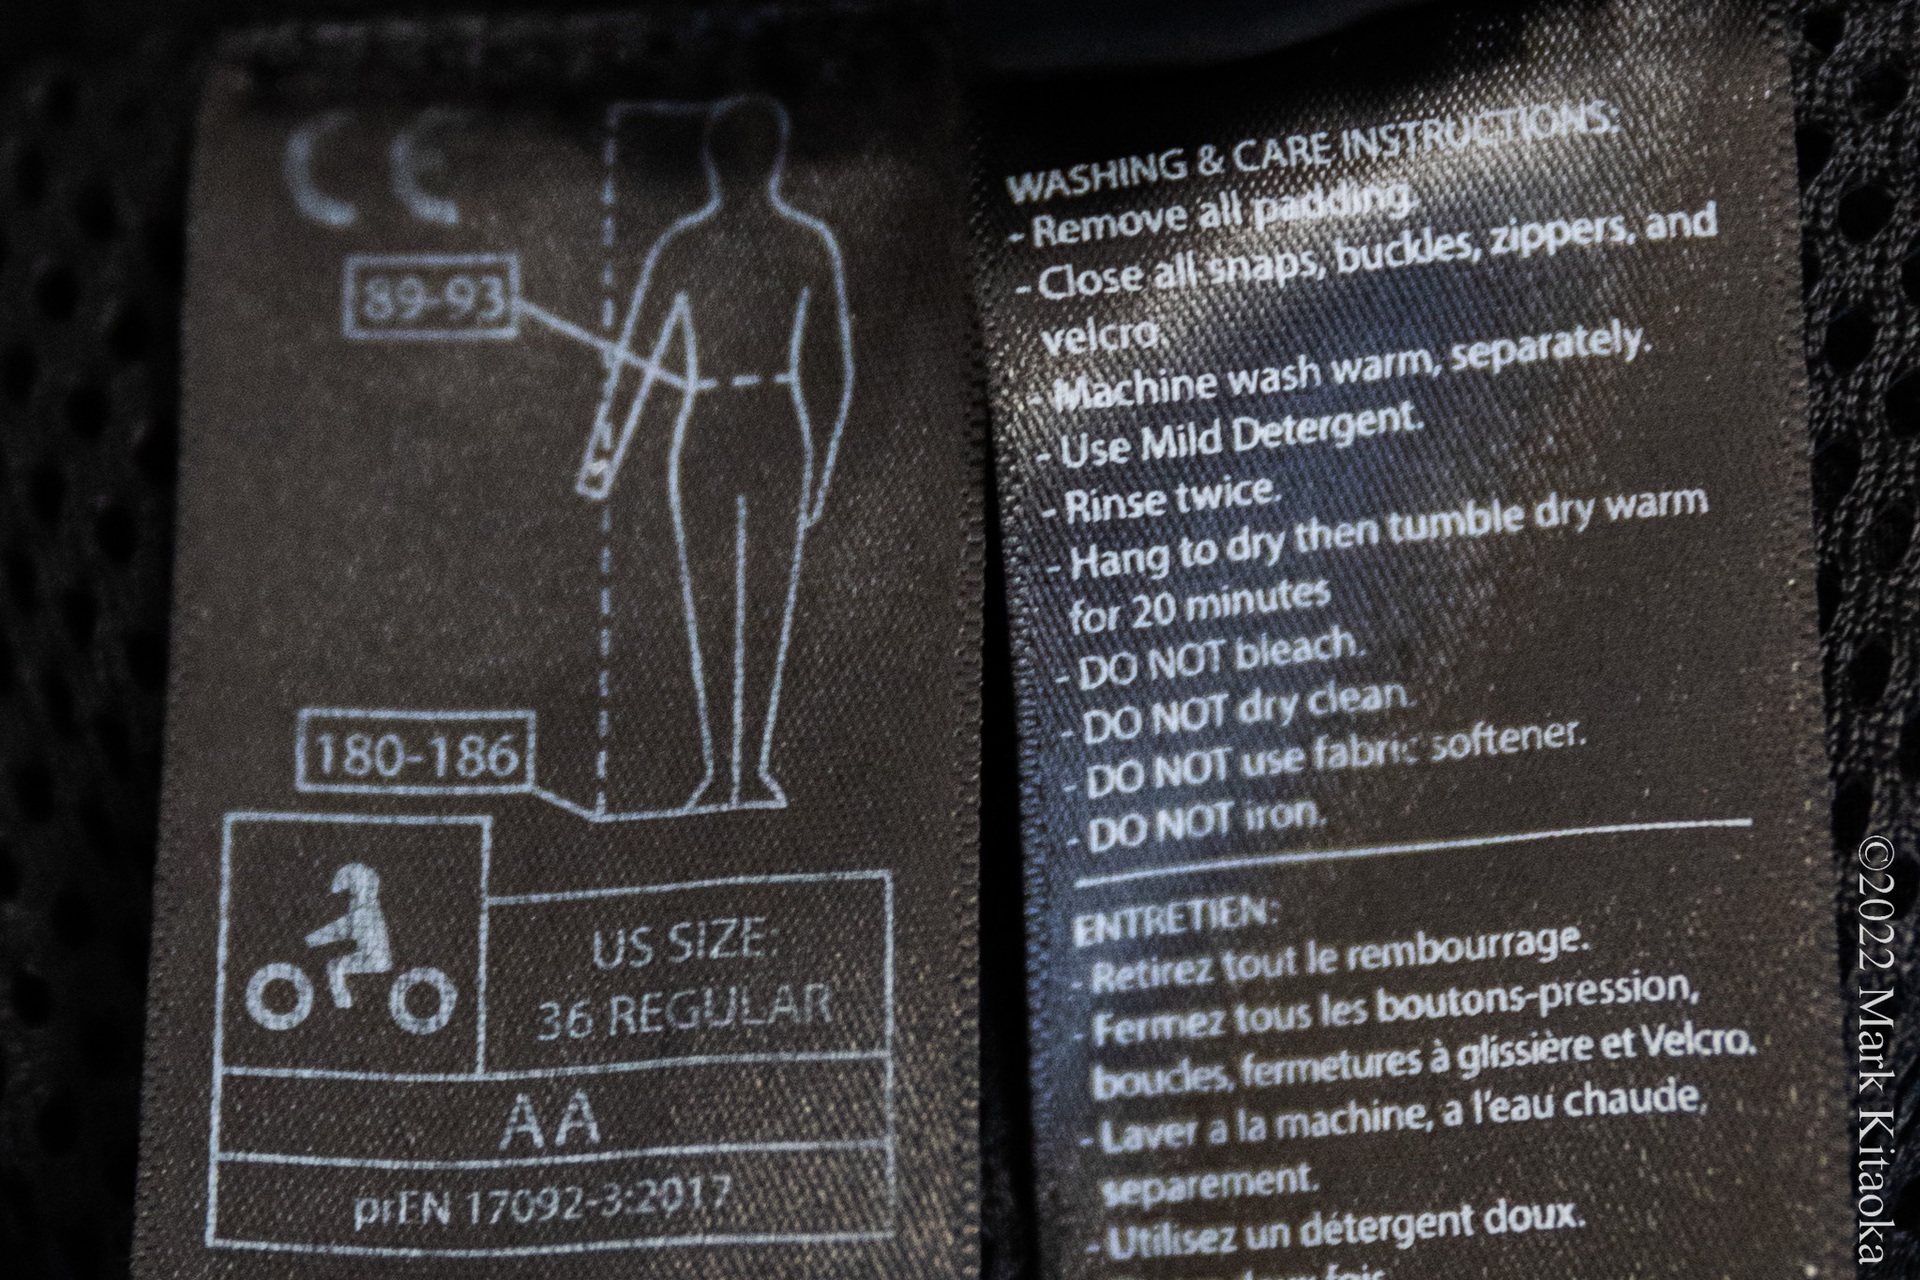 CE
89-93
180-186
US SIZE:
36 REGULAR
AA
prEN 17092-3:2017
WASHING & CARE INSTRUCTIONS:
- Remove all padding.
- Close all snaps, buckles, zippers, and
velcro.
- Machine wash warm, separately.
- Use Mild Detergent.
- Rinse twice.
- Hang to dry then tumble dry warm
for 20 minutes
- DO NOT bleach.
- DO NOT dry clean.
- DO NOT use fabric softener.
- DO NOT iron.
ENTRETIEN:
- Retirez tout le rembourrage.
- Fermez tous les boutons-pression,
boucles, fermetures à glissière et Velcro.
- Laver a la machine, a l'eau chaude,
separement.
- Utilisez un détergent doux.
©2022 Mark Kitaoka